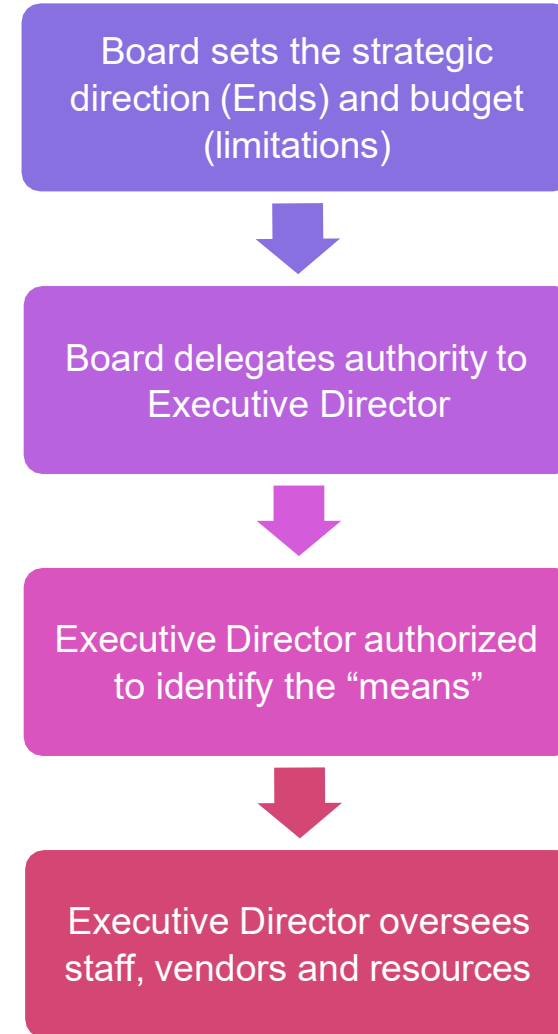 Board sets the strategic
direction (Ends) and budget
(limitations)
Board delegates authority to
Executive Director
Executive Director authorized
to identify the “means”
Executive Director oversees
staff, vendors and resources